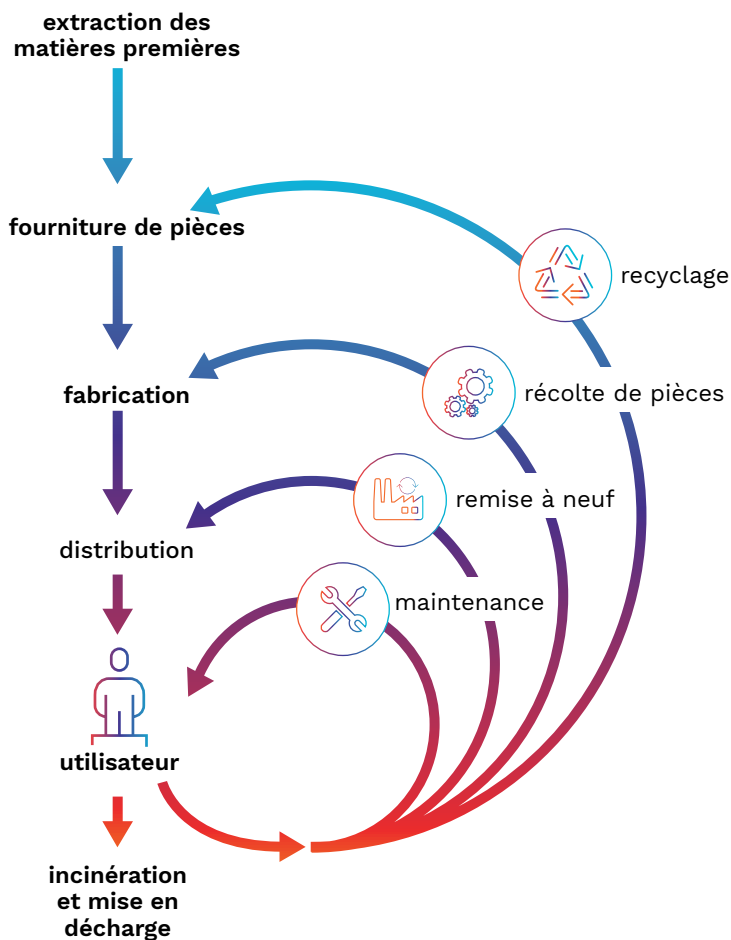 extraction des
matières premières
fourniture de pièces
recyclage
fabrication
récolte de pièces
remise à neuf
distribution
maintenance
utilisateur
incinération
et mise en
décharge